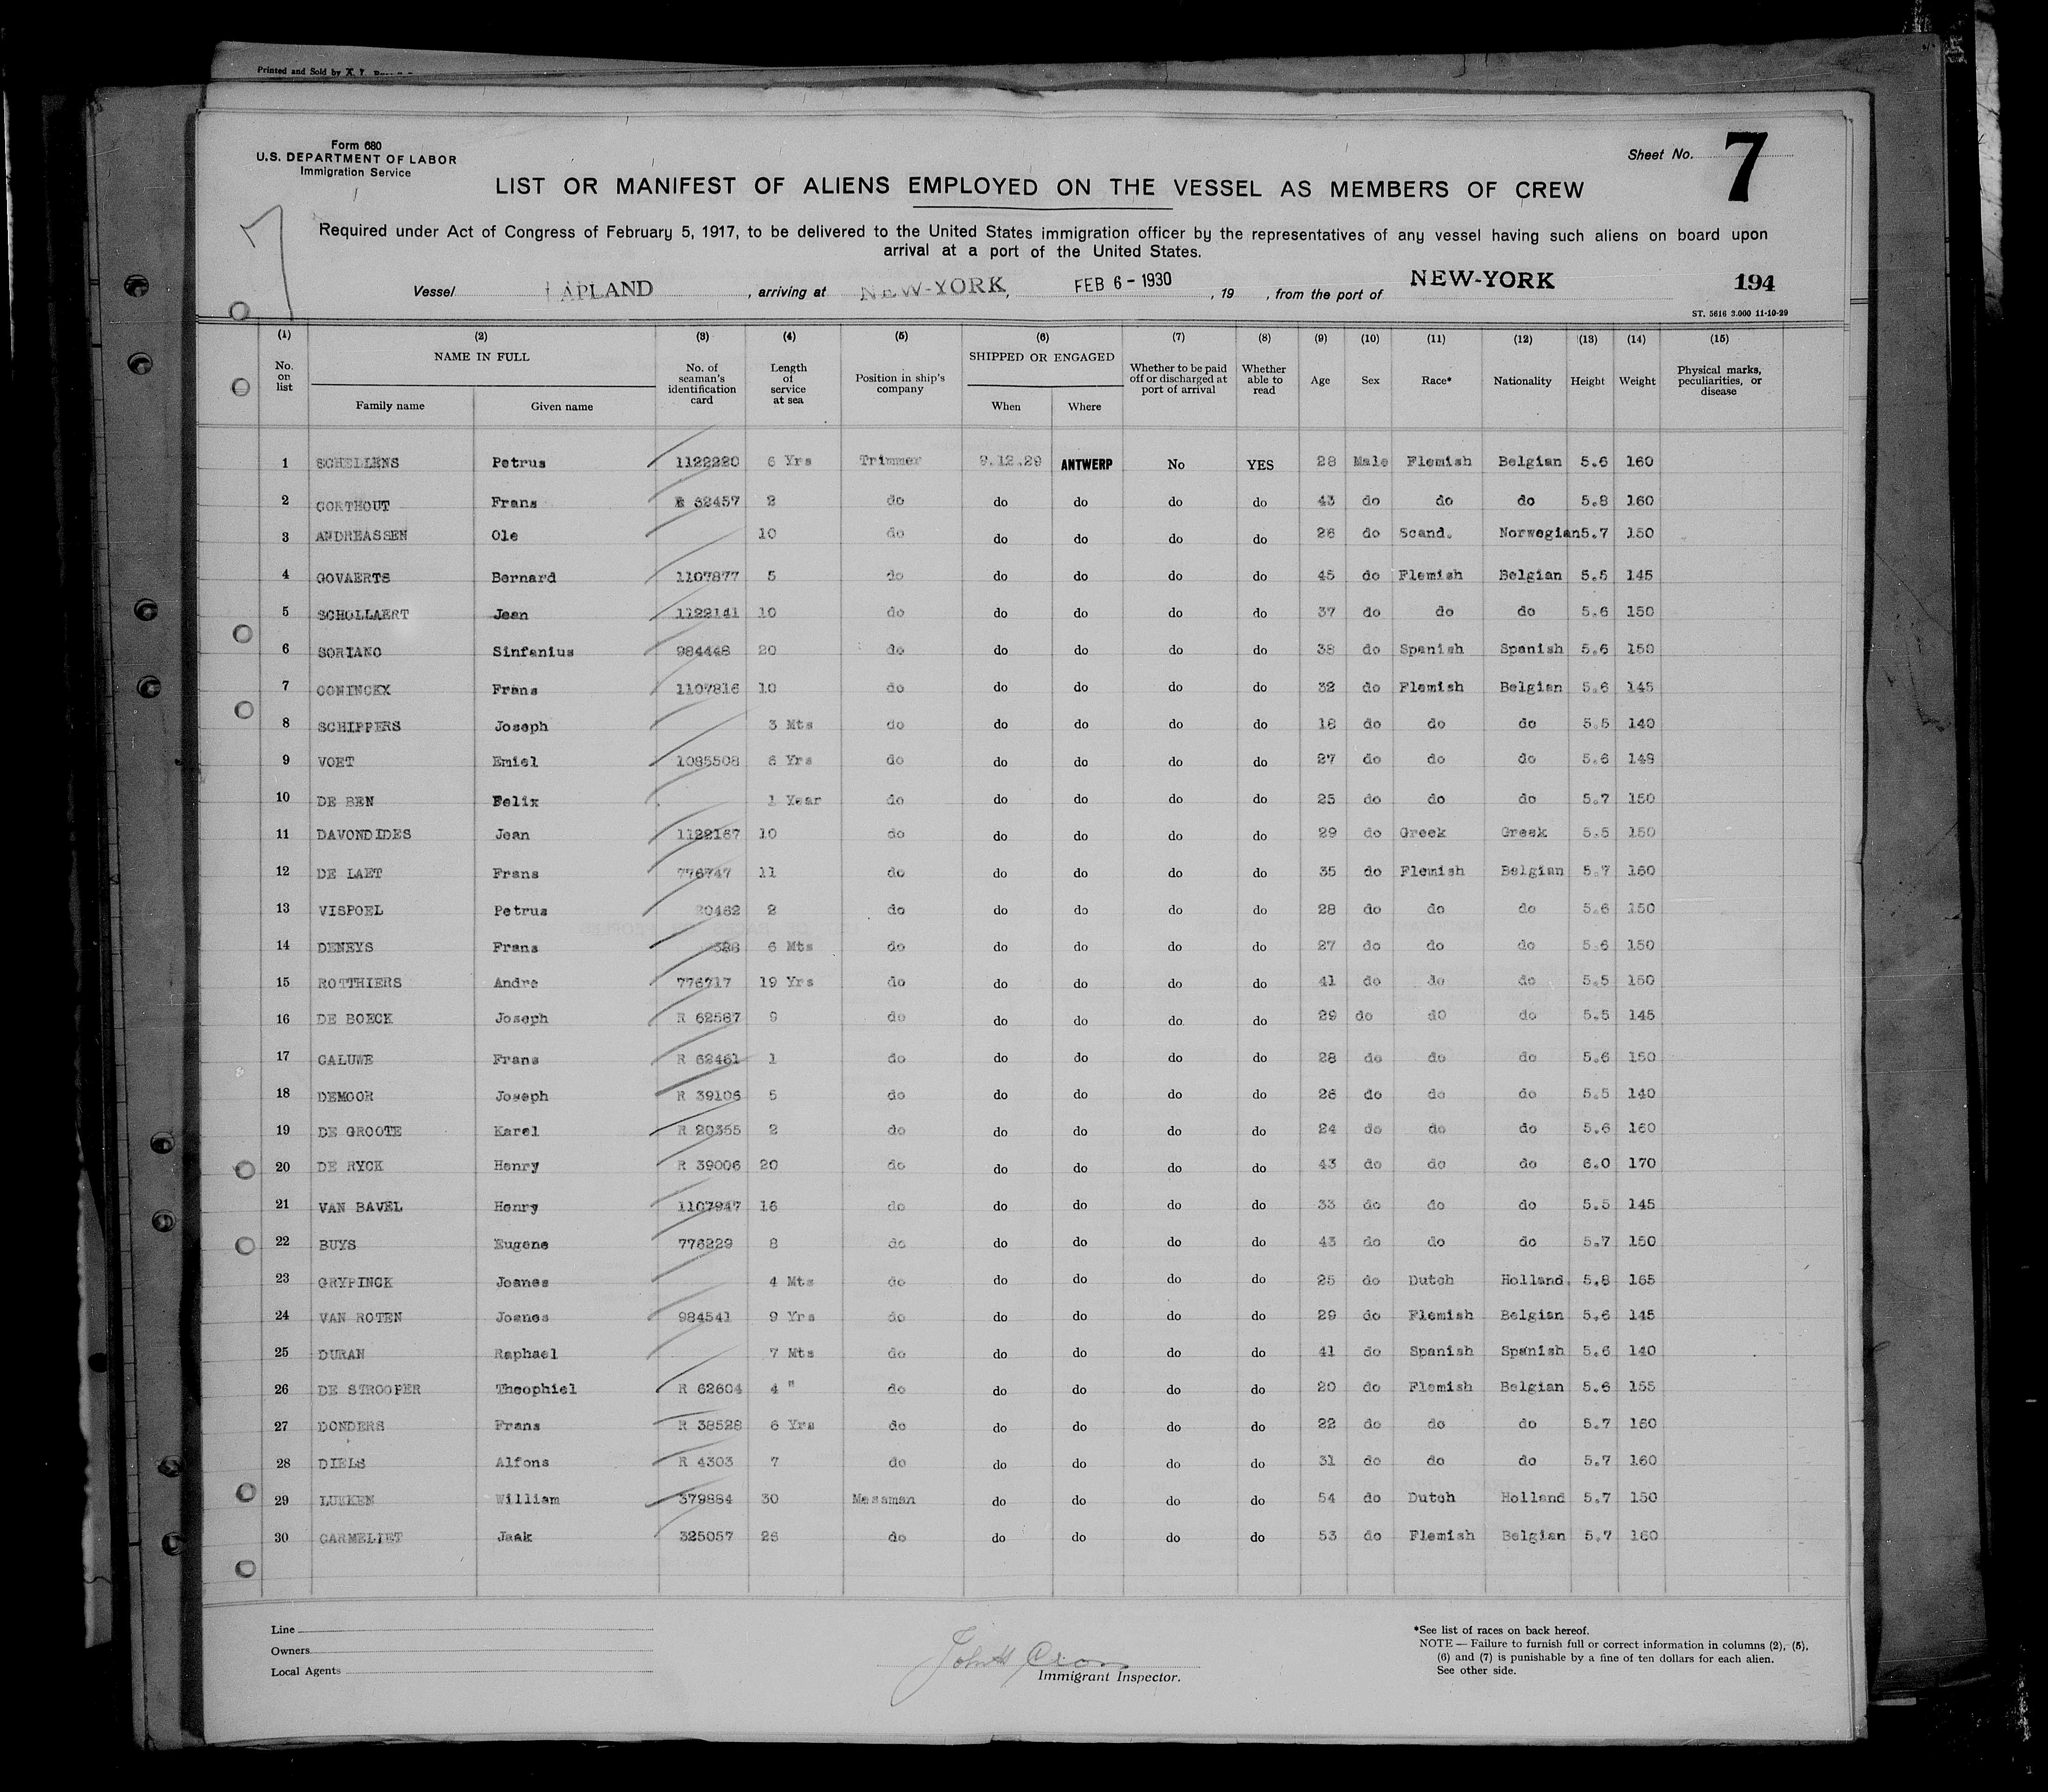 Printed and Sold by
Form 680
U.S. DEPARTMENT OF LABOR
Immigration Service
Sheet No. 7
LIST OR MANIFEST OF ALIENS EMPLOYED ON THE VESSEL AS MEMBERS OF CREW
7
Required under Act of Congress of February 5, 1917, to be delivered to the United States immigration officer by the representatives of any vessel having such aliens on board upon
arrival at a port of the United States.
Vessel LAPLAND, arriving at NEW-YORK, FEB 6-1930, 19 , from the port of NEW-YORK 194
ST. 5616 3.000 11-10-29
(1) (2) (3) (4) (5) (6) (7) (8) (9) (10) (11) (12) (13) (14) (15)
No. on list NAME IN FULL Family name Given name No. of seaman's identification card Length of service at sea Position in ship's company SHIPPED OR ENGAGED When Where Whether to be paid off or discharged at port of arrival Whether able to read Age Sex Race* Nationality Height Weight Physical marks, peculiarities, or disease
1 SCHELLENS Petrus 1122220 6 Yrs Trimmer 9.12.29 ANTWERP No YES 28 Male Flemish Belgian 5.6 160
2 GORTHOUT Frans R 32457 2 do do do do do 43 do do do 5.8 160
3 ANDREASSEN Ole 10 do do do do do 26 do Scand. Norwegian 5.7 150
4 GOVAERTS Bernard 1107877 5 do do do do do 45 do Flemish Belgian 5.5 145
5 SCHOLLAERT Jean 1122141 10 do do do do do 37 do do do 5.6 150
6 SORIANO Sinfanius 984448 20 do do do do do 38 do Spanish Spanish 5.6 150
7 CONINCKX Frans 1107816 10 do do do do do 32 do Flemish Belgian 5.6 145
8 SCHIPPERS Joseph 3 Mts do do do do do 18 do do do 5.5 140
9 VOET Emiel 1085508 6 Yrs do do do do do 27 do do do 5.6 149
10 DE BEN Felix 1 Year do do do do do 25 do do do 5.7 150
11 DAVONDIDES Jean 1122167 10 do do do do do 29 do Greek Greek 5.5 150
12 DE LAET Frans 776747 11 do do do do do 35 do Flemish Belgian 5.7 160
13 VISPOEL Petrus 20462 2 do do do do do 28 do do do 5.6 150
14 DENEYS Frans 6 Mts do do do do do 27 do do do 5.6 150
15 ROTTHIERS Andre 776717 19 Yrs do do do do do 41 do do do 5.5 160
16 DE BOECK Joseph R 62587 9 do do do do do 29 do do do 5.5 145
17 CALUWE Frans R 62461 1 do do do do do 28 do do do 5.6 150
18 DEMOOR Joseph R 39106 5 do do do do do 26 do do do 5.5 140
19 DE GROOTE Karel R 20355 2 do do do do do 24 do do do 5.6 160
20 DE RYCK Henry R 39006 20 do do do do do 43 do do do 6.0 170
21 VAN BAVEL Henry 1107947 16 do do do do do 33 do do do 5.5 145
22 BUYS Eugene 776229 8 do do do do do 43 do do do 5.7 150
23 GRYPINCK Joanes 4 Mts do do do do do 25 do Dutch Holland. 5.8 165
24 VAN ROTEN Joanes 984541 9 Yrs do do do do do 29 do Flemish Belgian 5.6 145
25 DURAN Raphael 7 Mts do do do do do 41 do Spanish Spanish 5.6 140
26 DE STROOPER Theophiel R 62604 4 " do do do do do 20 do Flemish Belgian 5.6 155
27 DONDERS Frans R 38528 6 Yrs do do do do do 22 do do do 5.7 160
28 DIELS Alfons R 4303 7 do do do do do 31 do do do 5.7 160
29 LUKKEN William 379884 30 Messman do do do do 54 do Dutch Holland 5.7 150
30 CARMELIET Jaak 325057 25 do do do do do 53 do Flemish Belgian 5.7 160
Line
Owners
Local Agents
John H Cron
Immigrant Inspector.
*See list of races on back hereof.
NOTE — Failure to furnish full or correct information in columns (2), (5),
(6) and (7) is punishable by a fine of ten dollars for each alien.
See other side.